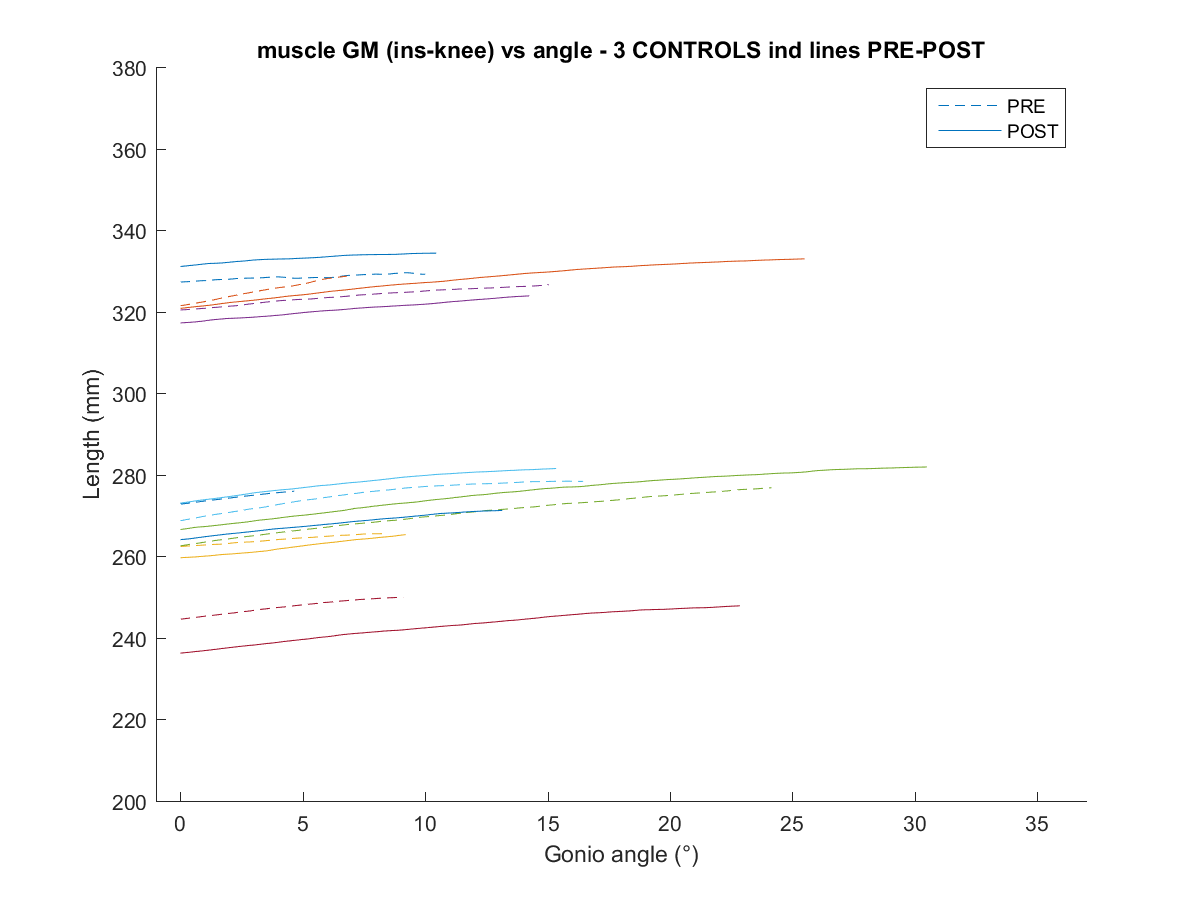 muscle GM (ins-knee) vs angle - 3 CONTROLS ind lines PRE-POST
380
360
340
320
300
280
260
240
220
200
Length (mm)
PRE
POST
0 5 10 15 20 25 30 35
Gonio angle (°)